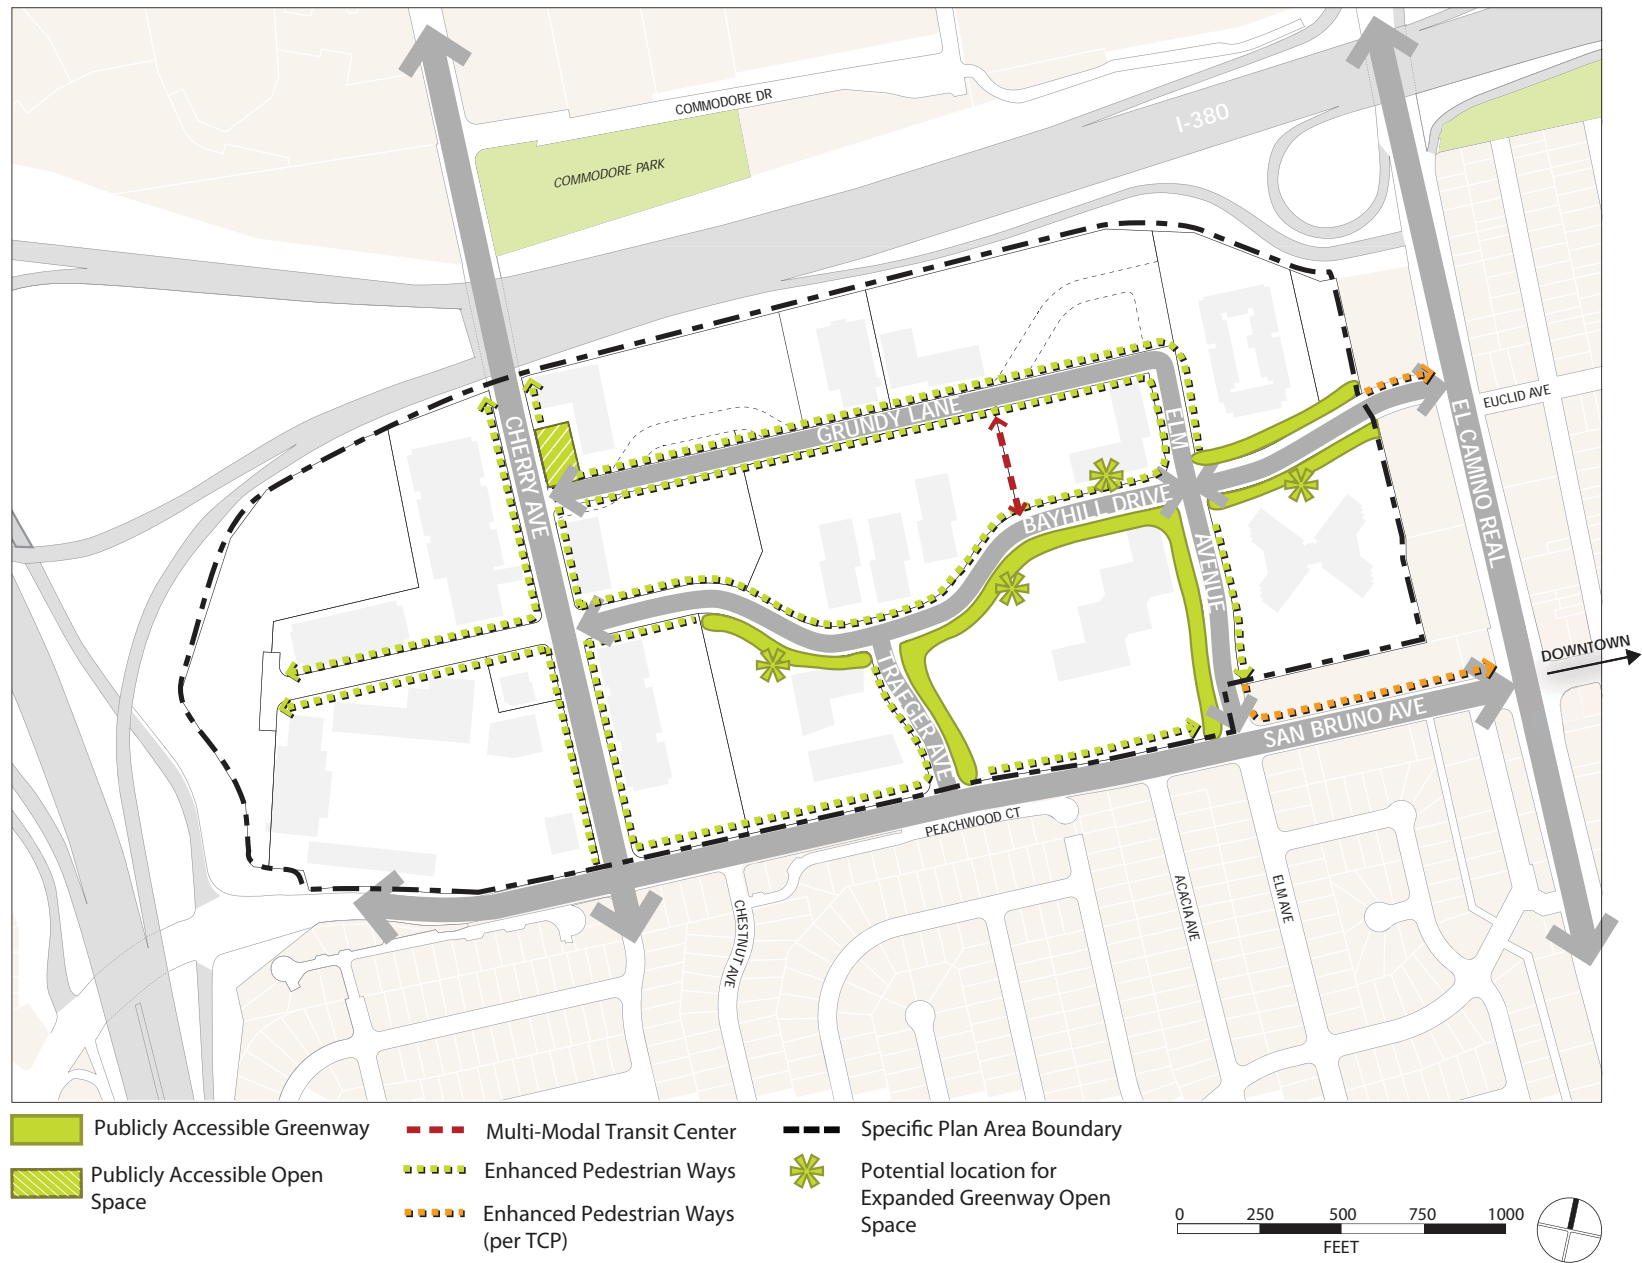 COMMODORE DR
I-380
COMMODORE PARK
EUCLID AVE
GRUNDY LANE
ELM
AVENUE
CHERRY AVE
EL CAMINO REAL
BAYHILL DRIVE
DOWNTOWN
TRAEGER AVE
SAN BRUNO AVE
PEACHWOOD CT
CHESTNUT AVE
ACACIA AVE
ELM AVE
Publicly Accessible Greenway
Publicly Accessible Open
Space
Multi-Modal Transit Center
Enhanced Pedestrian Ways
Enhanced Pedestrian Ways
(per TCP)
Specific Plan Area Boundary
Potential location for
Expanded Greenway Open
Space
0 250 500 750 1000
FEET